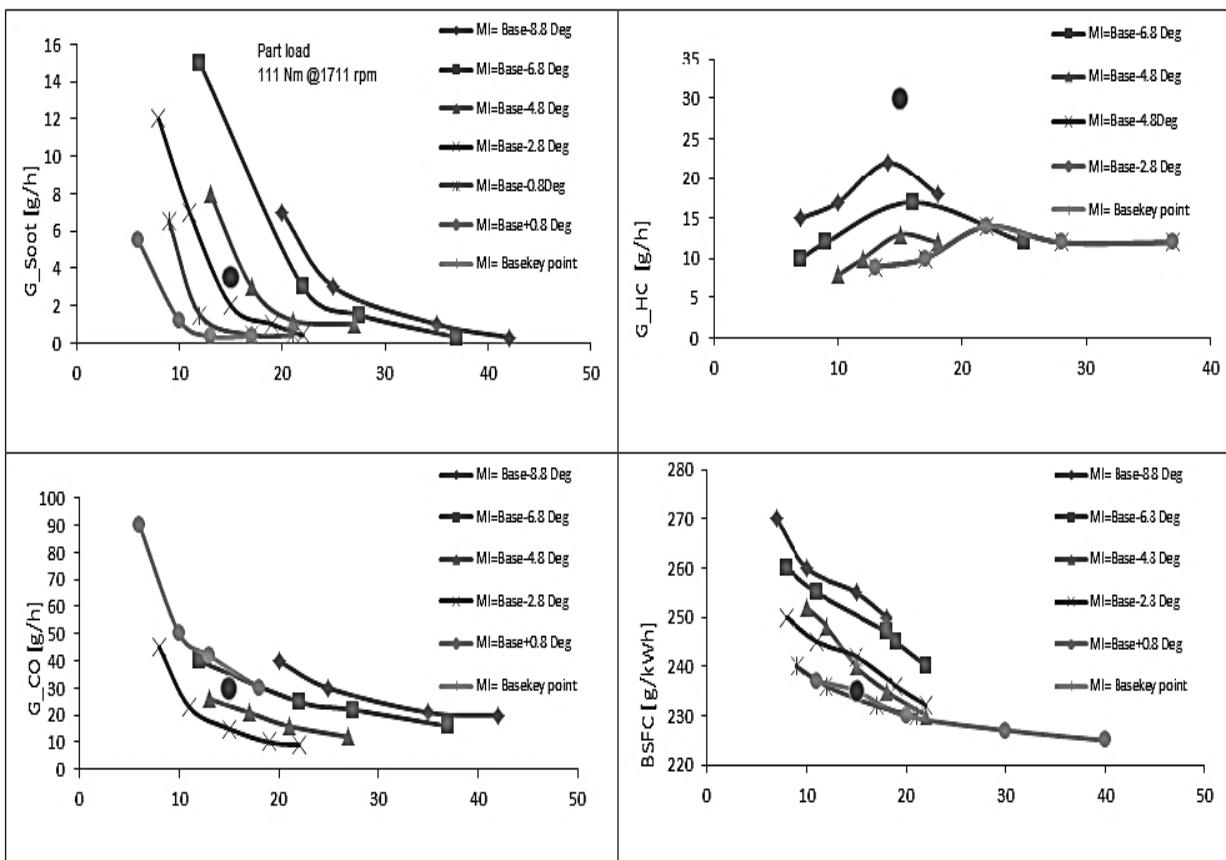 MI= Base-8.8 Deg
MI=Base-6.8 Deg
MI=Base-4.8 Deg
MI=Base-2.8 Deg
MI=Base-0.8Deg
MI=Base+0.8 Deg
MI= Basekey point
Part load
111 Nm @1711 rpm
G_Soot [g/h]
16
14
12
10
8
6
4
2
0
0 10 20 30 40 50
MI=Base-6.8 Deg
MI=Base-4.8 Deg
MI=Base-4.8Deg
MI=Base-2.8 Deg
MI= Basekey point
G_HC [g/h]
35
30
25
20
15
10
5
0
0 10 20 30 40
MI= Base-8.8 Deg
MI=Base-6.8 Deg
MI=Base-4.8 Deg
MI=Base-2.8 Deg
MI=Base+0.8 Deg
MI= Basekey point
G_CO [g/h]
100
90
80
70
60
50
40
30
20
10
0
0 10 20 30 40 50
MI= Base-8.8 Deg
MI=Base-6.8 Deg
MI=Base-4.8 Deg
MI=Base-2.8 Deg
MI=Base+0.8 Deg
MI= Basekey point
BSFC [g/kWh]
280
270
260
250
240
230
220
0 10 20 30 40 50